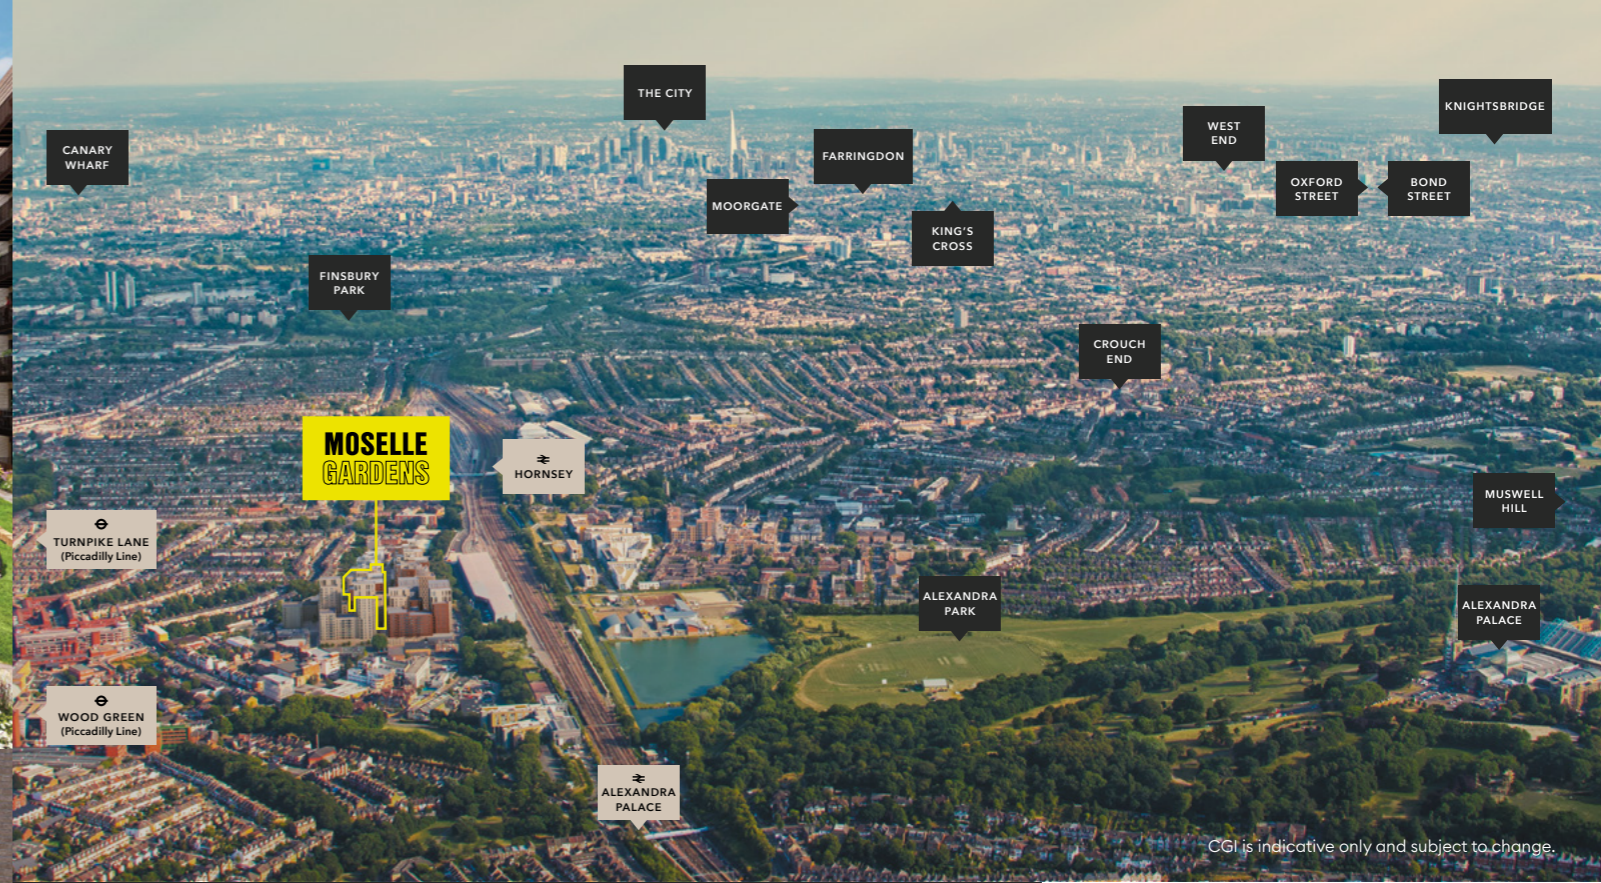 THE CITY
KNIGHTSBRIDGE
WEST
END
CANARY
WHARF
FARRINGDON
OXFORD
STREET
BOND
STREET
MOORGATE
KING'S
CROSS
FINSBURY
PARK
CROUCH
END
MOSELLE
GARDENS
HORNSEY
MUSWELL
HILL
TURNPIKE LANE
(Piccadilly Line)
ALEXANDRA
PARK
ALEXANDRA
PALACE
WOOD GREEN
(Piccadilly Line)
ALEXANDRA
PALACE
CGI is indicative only and subject to change.